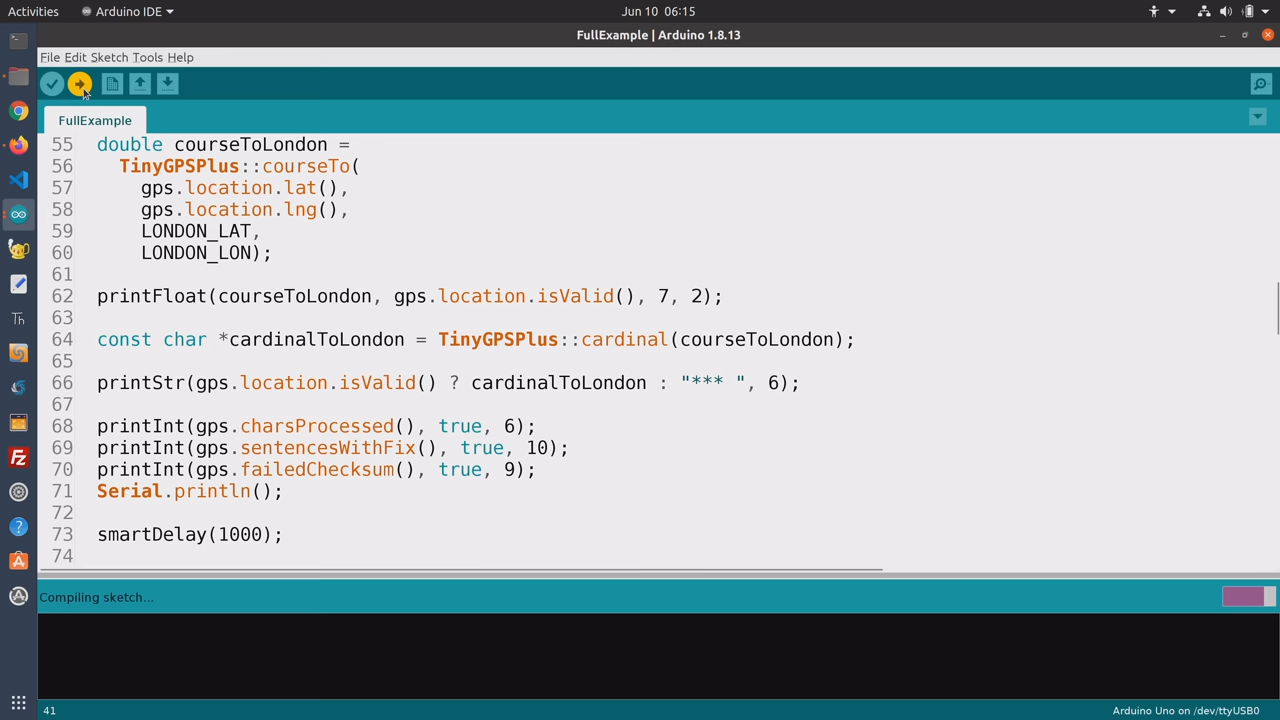 Activities
Arduino IDE
Jun 10 06:15
FullExample | Arduino 1.8.13
File Edit Sketch Tools Help
FullExample
55 double courseToLondon =
56 TinyGPSPlus::courseTo(
57 gps.location.lat(),
58 gps.location.lng(),
59 LONDON_LAT,
60 LONDON_LON);
61
62 printFloat(courseToLondon, gps.location.isValid(), 7, 2);
63
64 const char *cardinalToLondon = TinyGPSPlus::cardinal(courseToLondon);
65
66 printStr(gps.location.isValid() ? cardinalToLondon : "*** ", 6);
67
68 printInt(gps.charsProcessed(), true, 6);
69 printInt(gps.sentencesWithFix(), true, 10);
70 printInt(gps.failedChecksum(), true, 9);
71 Serial.println();
72
73 smartDelay(1000);
74
Th
Fz
Compiling sketch...
41
Arduino Uno on /dev/ttyUSB0